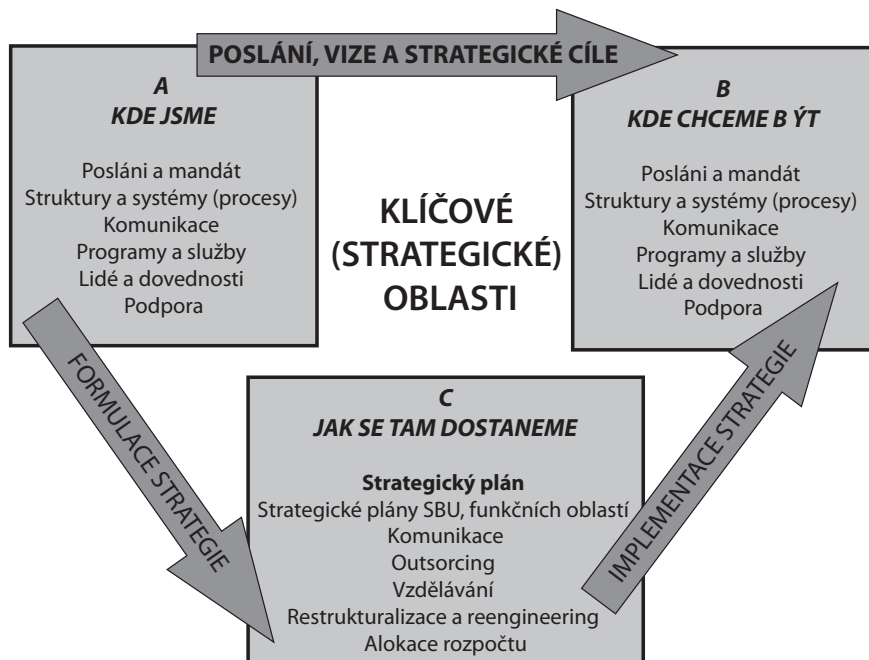 POSLÁNÍ, VIZE A STRATEGICKÉ CÍLE
A
KDE JSME
Posláni a mandát
Struktury a systémy (procesy)
Komunikace
Programy a služby
Lidé a dovednosti
Podpora
KLÍČOVÉ
(STRATEGICKÉ)
OBLASTI
B
KDE CHCEME B ÝT
Posláni a mandát
Struktury a systémy (procesy)
Komunikace
Programy a služby
Lidé a dovednosti
Podpora
FORMULACE STRATEGIE
C
JAK SE TAM DOSTANEME
Strategický plán
Strategické plány SBU, funkčních oblastí
Komunikace
Outsorcing
Vzdělávání
Restrukturalizace a reengineering
Alokace rozpočtu
IMPLEMENTACE STRATEGIE